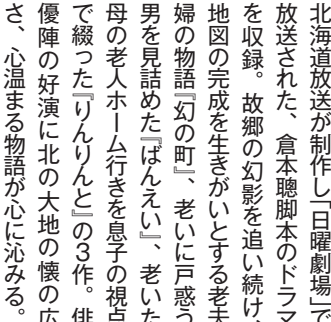 北海道放送が制作し「日曜劇場」で
放送された、倉本聰脚本のドラマ
を収録。故郷の幻影を追い続け、
地図の完成を生きがいとする老夫
婦の物語『幻の町』、老いに戸惑う
男を見詰めた『ばんえい』、老いた
母の老人ホーム行きを息子の視点
で綴った『りんりんと』の3作。俳
優陣の好演に北の大地の懐の広
さ、心温まる物語が心に沁みる。